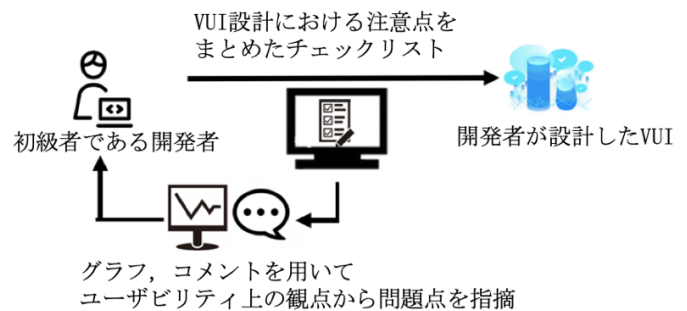 VUI設計における注意点を
まとめたチェックリスト
初級者である開発者
開発者が設計したVUI
グラフ，コメントを用いて
ユーザビリティ上の観点から問題点を指摘